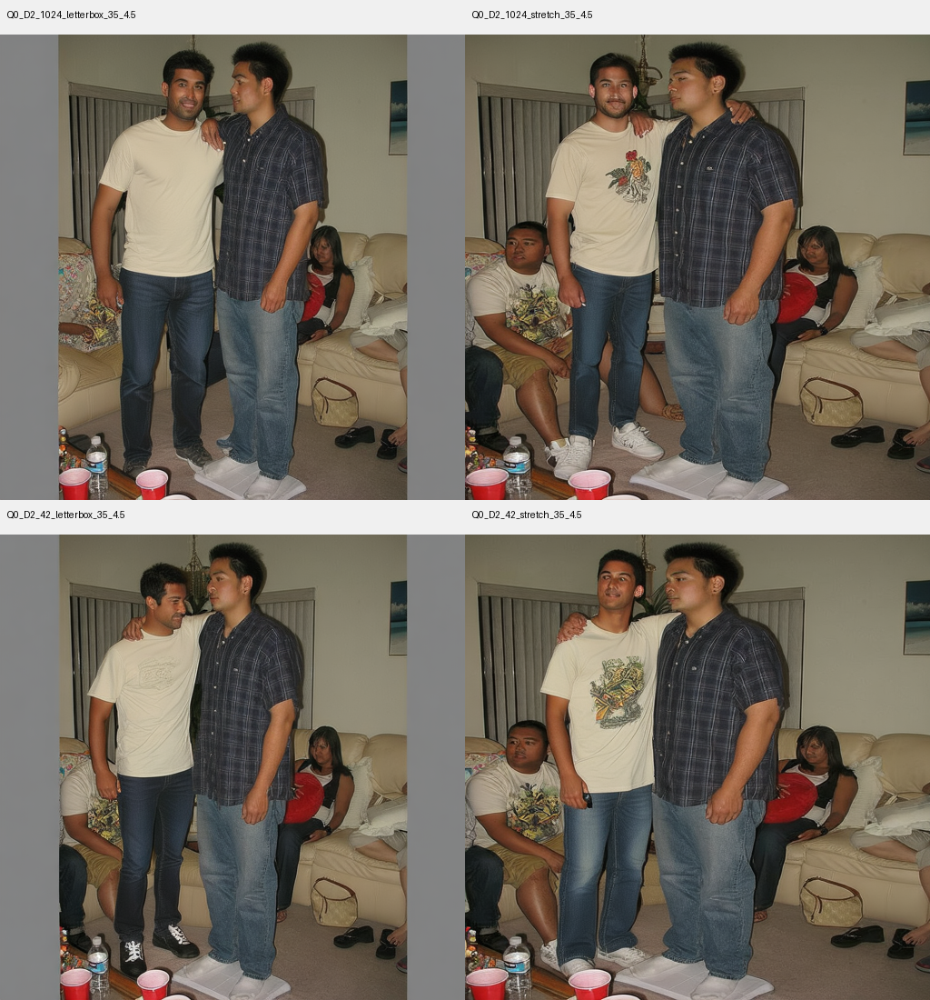 Q0_D2_1024_letterbox_35_4.5
Q0_D2_1024_stretch_35_4.5
Q0_D2_42_letterbox_35_4.5
Q0_D2_42_stretch_35_4.5